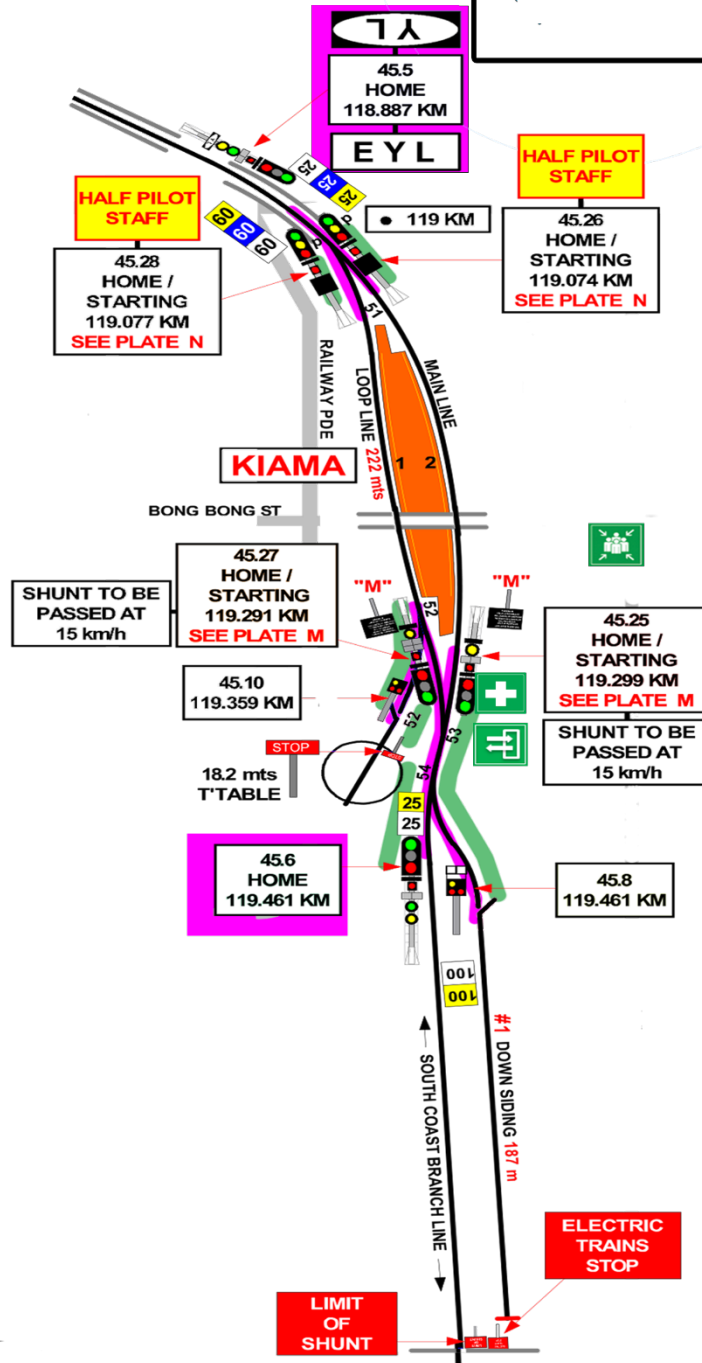 YL
45.5
HOME
118.887 KM
EYL
HALF PILOT
STAFF
25
25
25
HALF PILOT
STAFF
60
60
60
P
P
● 119 KM
45.28
HOME /
STARTING
119.077 KM
SEE PLATE N
45.26
HOME /
STARTING
119.074 KM
SEE PLATE N
51
RAILWAY PDE
LOOP LINE 222 mts
MAIN LINE
KIAMA
1 2
BONG BONG ST
45.27
HOME /
STARTING
119.291 KM
SEE PLATE M
SHUNT TO BE
PASSED AT
15 km/h
"M"
"M"
52
45.25
HOME /
STARTING
119.299 KM
SEE PLATE M
SHUNT TO BE
PASSED AT
15 km/h
45.10
119.359 KM
52
53
STOP
54
18.2 mts
T'TABLE
25
25
45.6
HOME
119.461 KM
45.8
119.461 KM
100
100
#1 DOWN SIDING 187 m
SOUTH COAST BRANCH LINE
ELECTRIC
TRAINS
STOP
LIMIT
OF
SHUNT